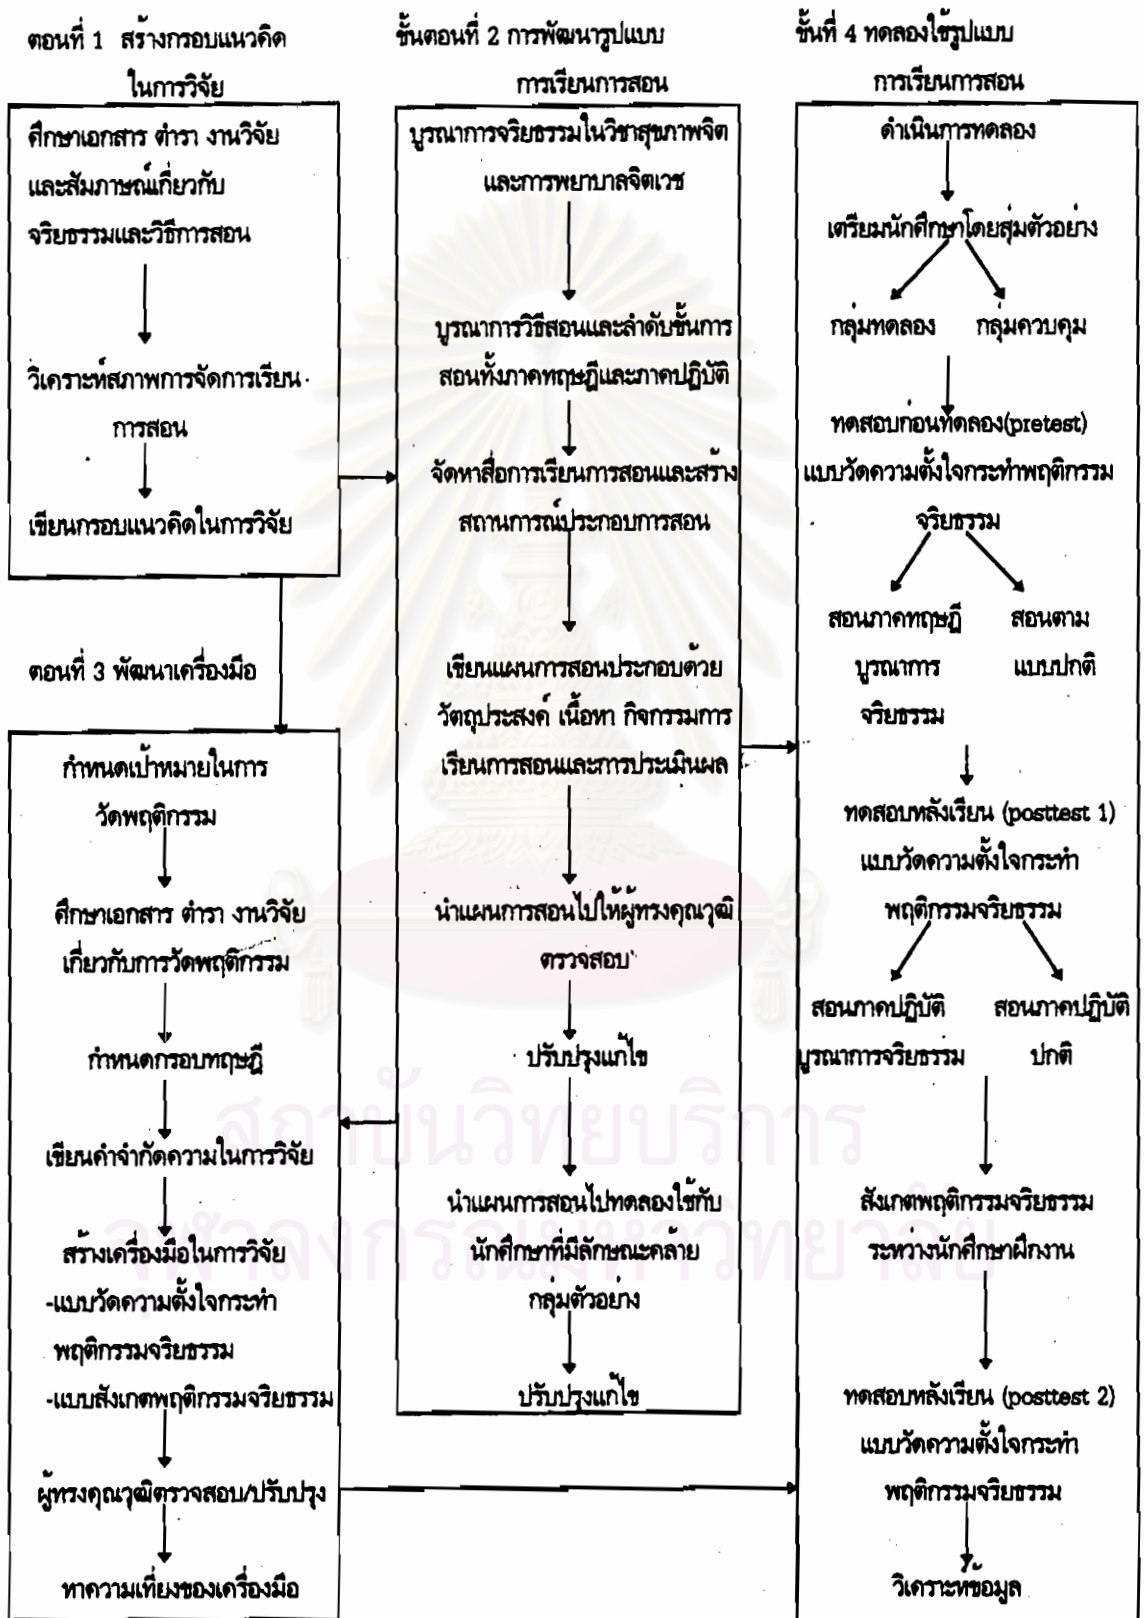 ตอนที่ 1 สร้างกรอบแนวคิด
ในการวิจัย
ศึกษาเอกสาร ตำรา งานวิจัย
และสัมภาษณ์เกี่ยวกับ
จริยธรรมและวิธีการสอน
วิเคราะห์สภาพการจัดการเรียน
การสอน
เขียนกรอบแนวคิดในการวิจัย
ขั้นตอนที่ 2 การพัฒนารูปแบบ
การเรียนการสอน
บูรณาการจริยธรรมในวิชาสุขภาพจิต
และการพยาบาลจิตเวช
บูรณาการวิธีสอนและลำดับขั้นการ
สอนทั้งภาคทฤษฎีและภาคปฏิบัติ
จัดหาสื่อการเรียนการสอนและสร้าง
สถานการณ์ประกอบการสอน
เขียนแผนการสอนประกอบด้วย
วัตถุประสงค์ เนื้อหา กิจกรรมการ
เรียนการสอนและการประเมินผล
นำแผนการสอนไปให้ผู้ทรงคุณวุฒิ
ตรวจสอบ
ปรับปรุงแก้ไข
นำแผนการสอนไปทดลองใช้กับ
นักศึกษาที่มีลักษณะคล้าย
กลุ่มตัวอย่าง
ปรับปรุงแก้ไข
ตอนที่ 3 พัฒนาเครื่องมือ
กำหนดเป้าหมายในการ
วัดพฤติกรรม
ศึกษาเอกสาร ตำรา งานวิจัย
เกี่ยวกับการวัดพฤติกรรม
กำหนดกรอบทฤษฎี
เขียนคำจำกัดความในการวิจัย
สร้างเครื่องมือในการวิจัย
-แบบวัดความตั้งใจกระทำ
พฤติกรรมจริยธรรม
-แบบสังเกตพฤติกรรมจริยธรรม
ผู้ทรงคุณวุฒิตรวจสอบ/ปรับปรุง
หาความเที่ยงของเครื่องมือ
ขั้นที่ 4 ทดลองใช้รูปแบบ
การเรียนการสอน
ดำเนินการทดลอง
เตรียมนักศึกษาโดยสุ่มตัวอย่าง
กลุ่มทดลอง กลุ่มควบคุม
ทดสอบก่อนทดลอง(pretest)
แบบวัดความตั้งใจกระทำพฤติกรรม
จริยธรรม
สอนภาคทฤษฎี สอนตาม
บูรณาการ แบบปกติ
จริยธรรม
ทดสอบหลังเรียน (posttest 1)
แบบวัดความตั้งใจกระทำ
พฤติกรรมจริยธรรม
สอนภาคปฏิบัติ สอนภาคปฏิบัติ
บูรณาการจริยธรรม ปกติ
สังเกตพฤติกรรมจริยธรรม
ระหว่างนักศึกษาฝึกงาน
ทดสอบหลังเรียน (posttest 2)
แบบวัดความตั้งใจกระทำ
พฤติกรรมจริยธรรม
วิเคราะห์ข้อมูล
สถาบันวิทยบริการ
จุฬาลงกรณ์มหาวิทยาลัย